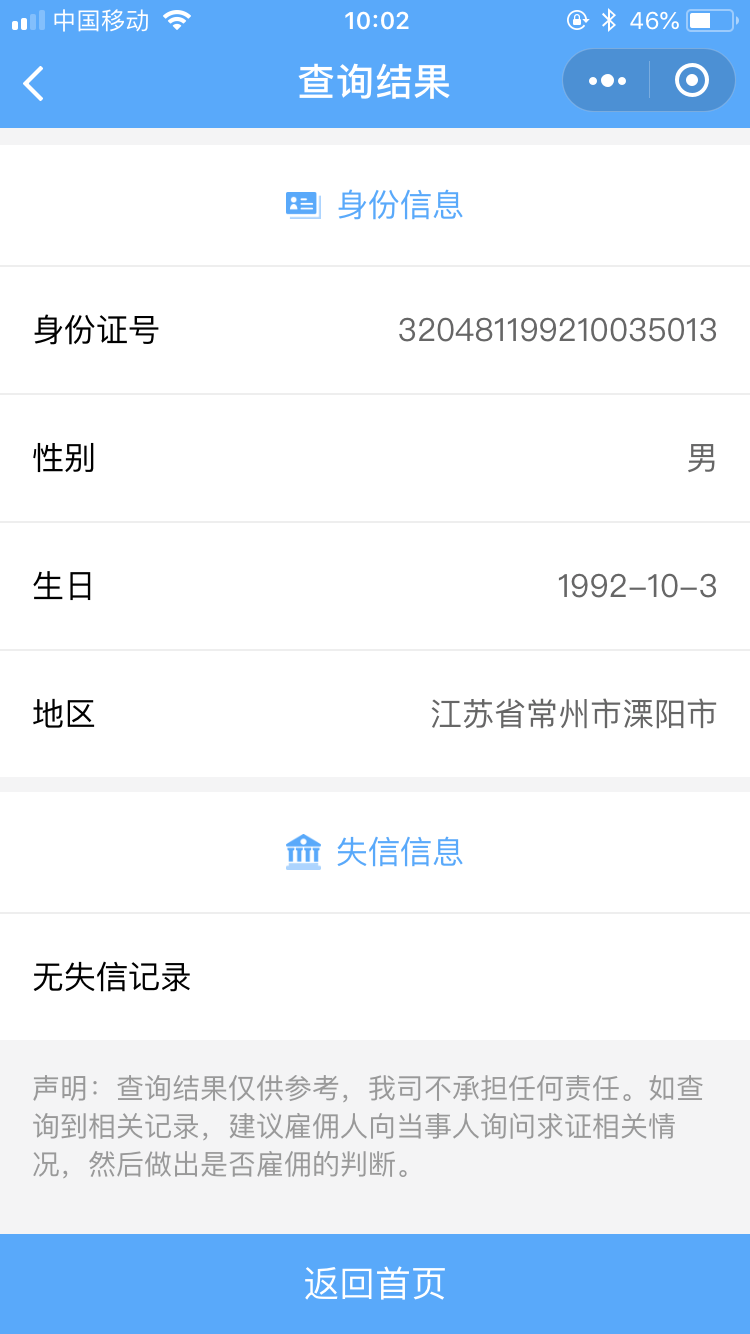 中国移动
10:02
46%
查询结果
身份信息
身份证号
320481199210035013
性别
男
生日
1992-10-3
地区
江苏省常州市溧阳市
失信信息
无失信记录
声明：查询结果仅供参考，我司不承担任何责任。如查
询到相关记录，建议雇佣人向当事人询问求证相关情
况，然后做出是否雇佣的判断。
返回首页